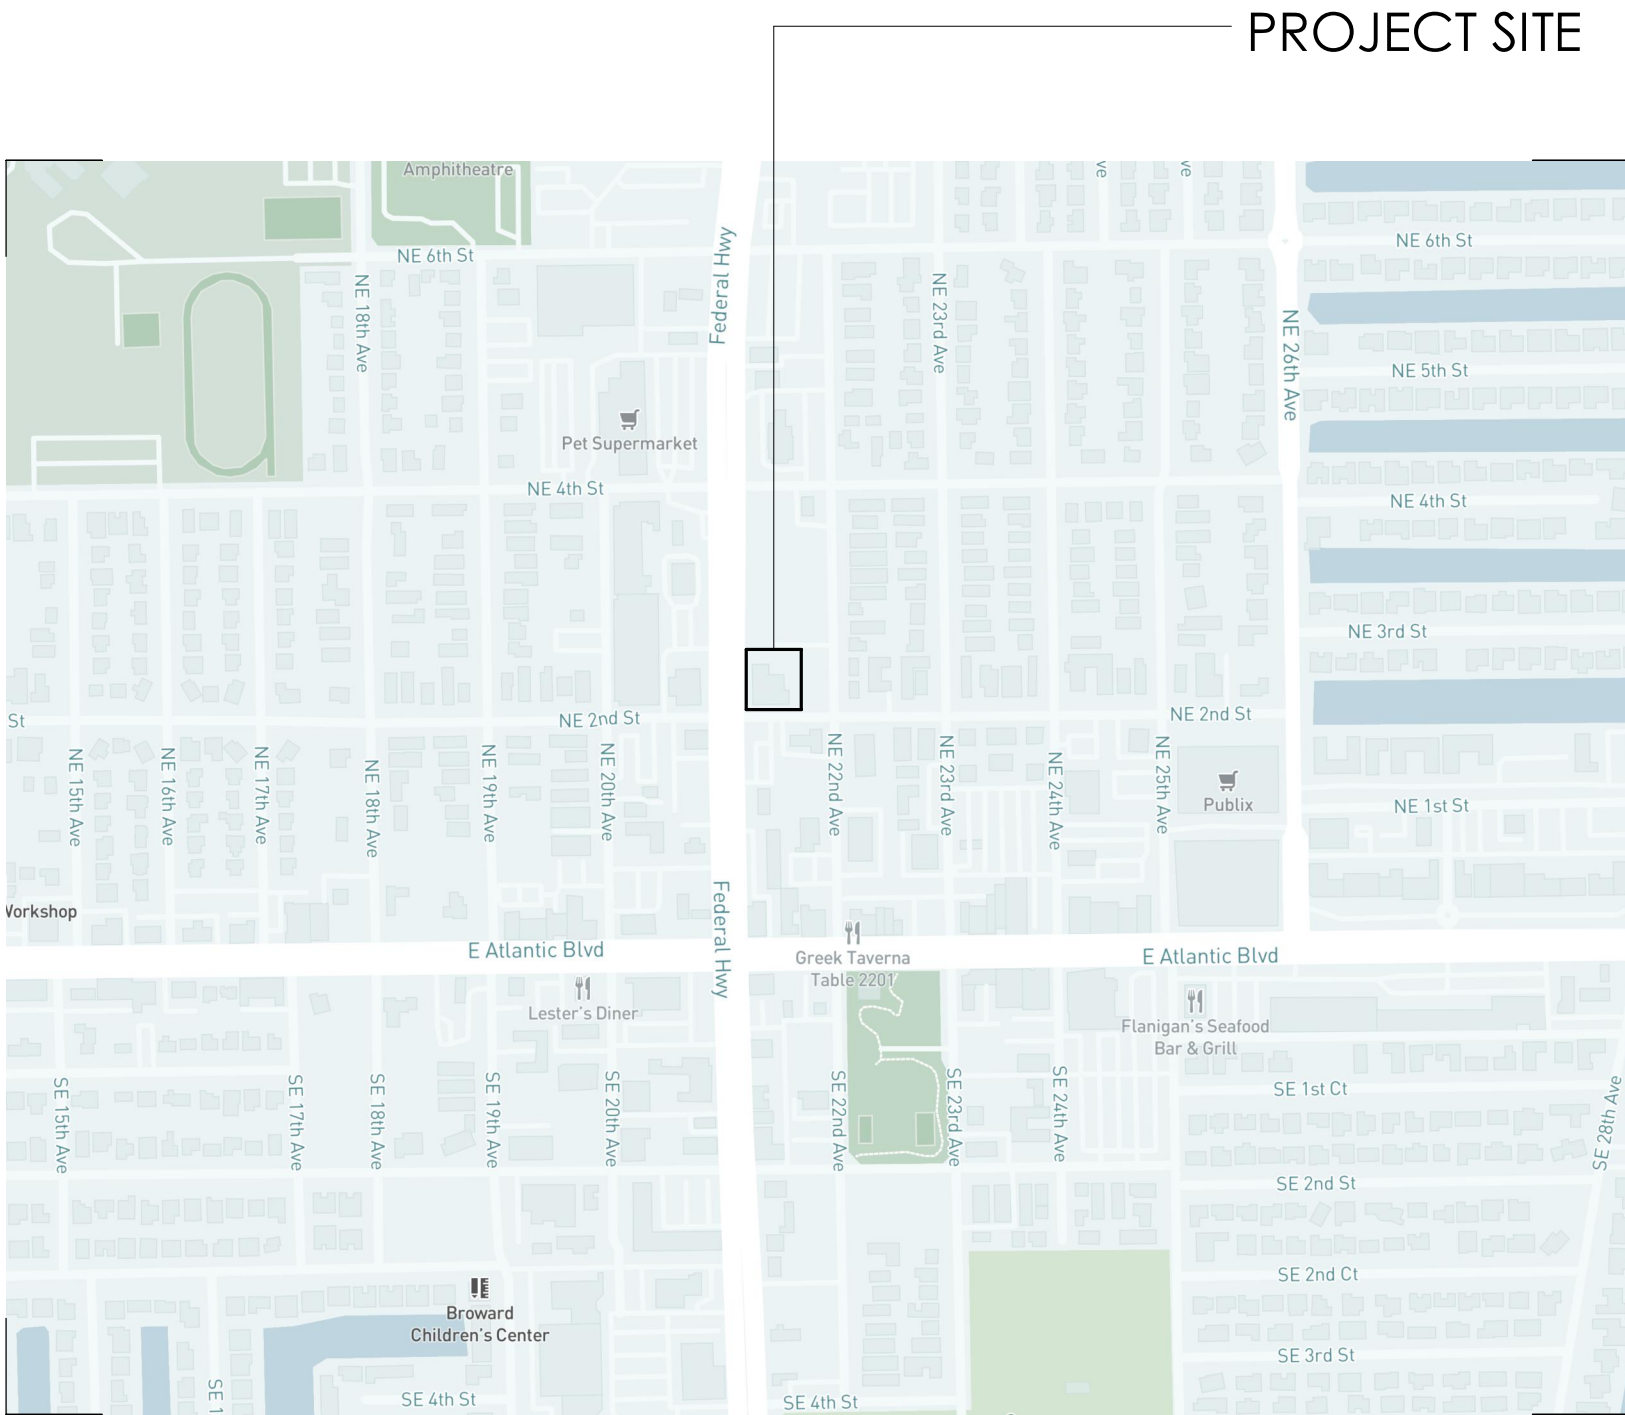 PROJECT SITE
Amphitheatre
ve
ve
NE 6th St
NE 6th St
Federal Hwy
NE 18th Ave
NE 23rd Ave
NE 26th Ave
NE 5th St
Pet Supermarket
NE 4th St
NE 4th St
NE 3rd St
St
NE 2nd St
NE 2nd St
NE 15th Ave
NE 16th Ave
NE 17th Ave
NE 18th Ave
NE 19th Ave
NE 20th Ave
NE 22nd Ave
NE 23rd Ave
NE 24th Ave
NE 25th Ave
Publix
NE 1st St
Workshop
Federal Hwy
E Atlantic Blvd
Greek Taverna
Table 2201
E Atlantic Blvd
Lester's Diner
Flanigan's Seafood
Bar & Grill
SE 15th Ave
SE 17th Ave
SE 18th Ave
SE 19th Ave
SE 20th Ave
SE 22nd Ave
SE 23rd Ave
SE 24th Ave
SE 1st Ct
SE 28th Ave
SE 2nd St
SE 2nd Ct
Broward
Children's Center
SE 3rd St
SE 1
SE 4th St
SE 4th St